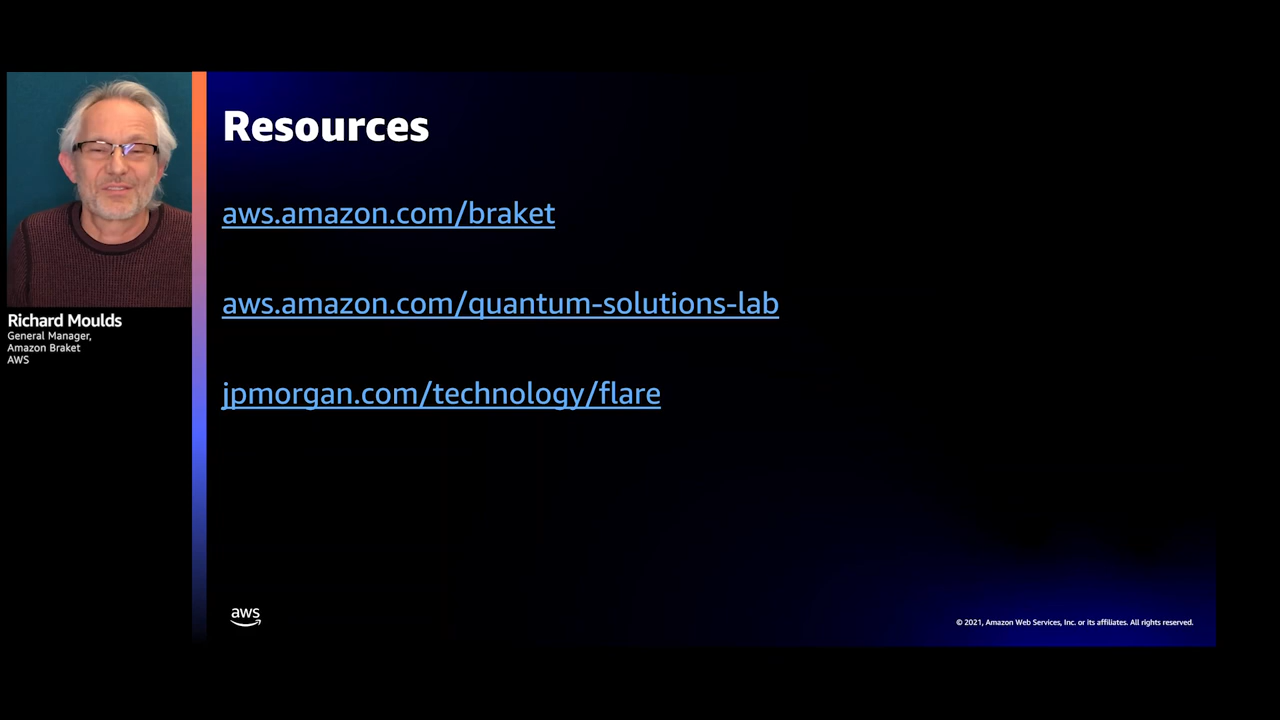 Resources
aws.amazon.com/braket
aws.amazon.com/quantum-solutions-lab
jpmorgan.com/technology/flare
Richard Moulds
General Manager,
Amazon Braket
AWS
aws
© 2021, Amazon Web Services, Inc. or its affiliates. All rights reserved.